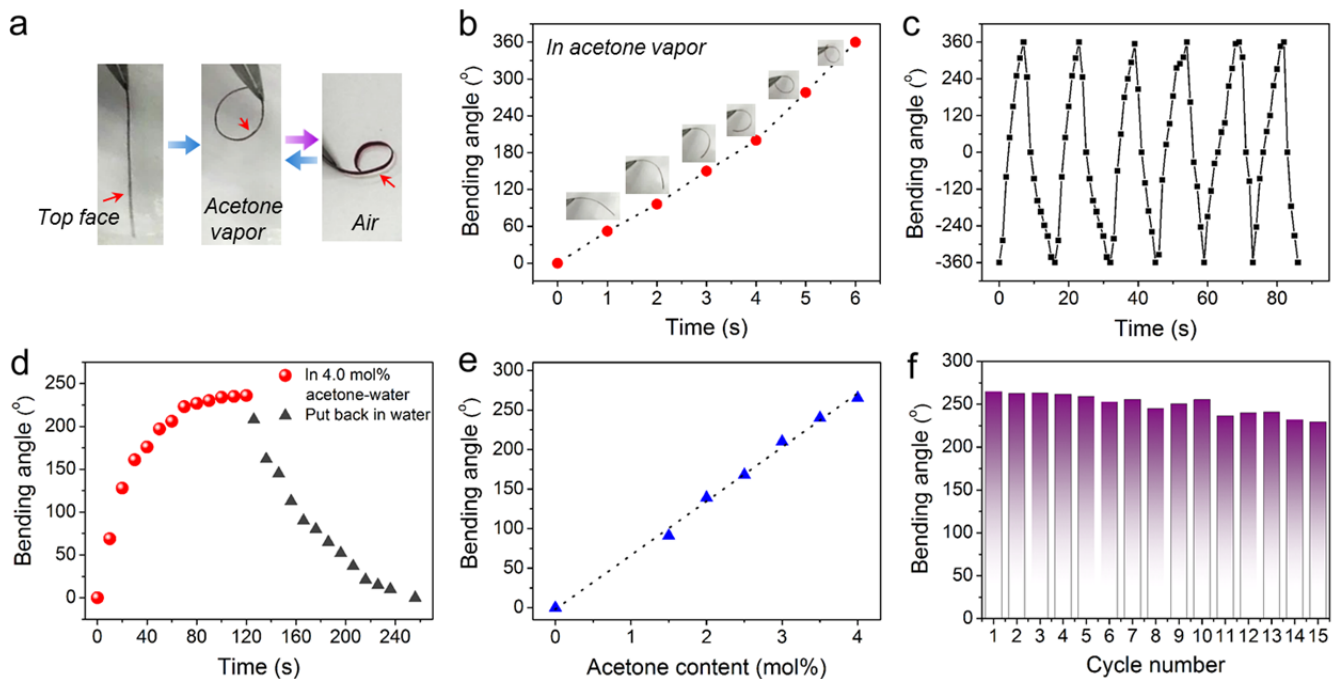 a
Top face
Acetone
vapor
Air
b
In acetone vapor
360
300
240
180
120
60
0
Bending angle (°)
0 1 2 3 4 5 6
Time (s)
c
360
240
120
0
-120
-240
-360
Bending angle (°)
0 20 40 60 80
Time (s)
d
250
200
150
100
50
0
Bending angle (°)
In 4.0 mol%
acetone-water
Put back in water
0 40 80 120 160 200 240
Time (s)
e
300
250
200
150
100
50
0
Bending angle (°)
0 1 2 3 4
Acetone content (mol%)
f
300
250
200
150
100
50
0
Bending angle (°)
1 2 3 4 5 6 7 8 9 10 11 12 13 14 15
Cycle number